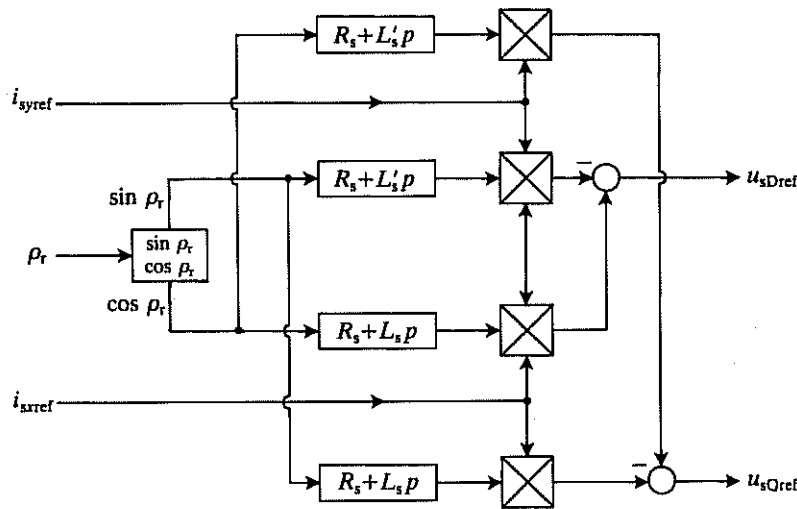 R_s+L'_s p
i_syref
R_s+L'_s p
−
u_sDref
sin ρ_r
ρ_r
sin ρ_r
cos ρ_r
cos ρ_r
R_s+L_s p
i_sxref
R_s+L_s p
−
u_sQref